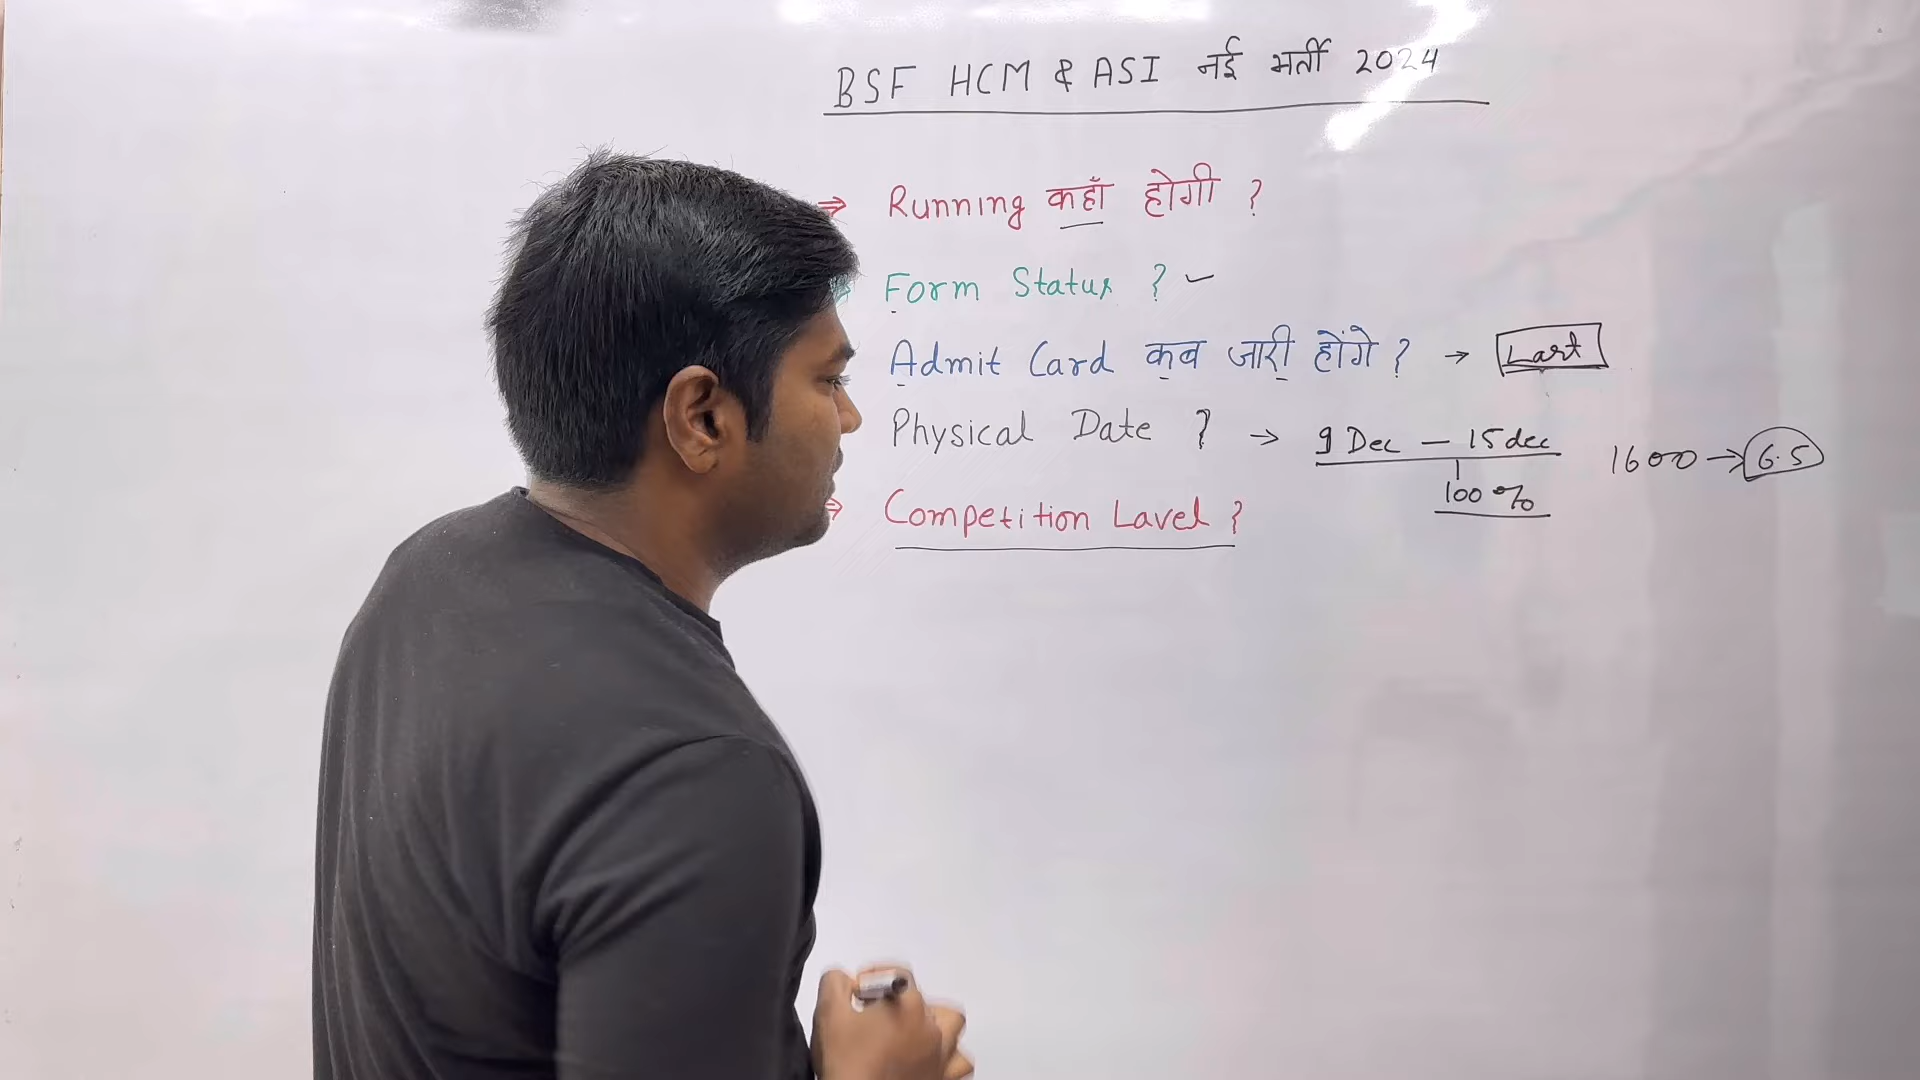 BSF HCM & ASI नई भर्ती 2024
⇒ Running कहाँ होगी ?
Form Status ? ✓
Admit Card कब जारी होंगे ? → Last
Physical Date ? → 9 Dec — 15 dec 1600 → 6.5
100 %
⇒ Competition Lavel ?